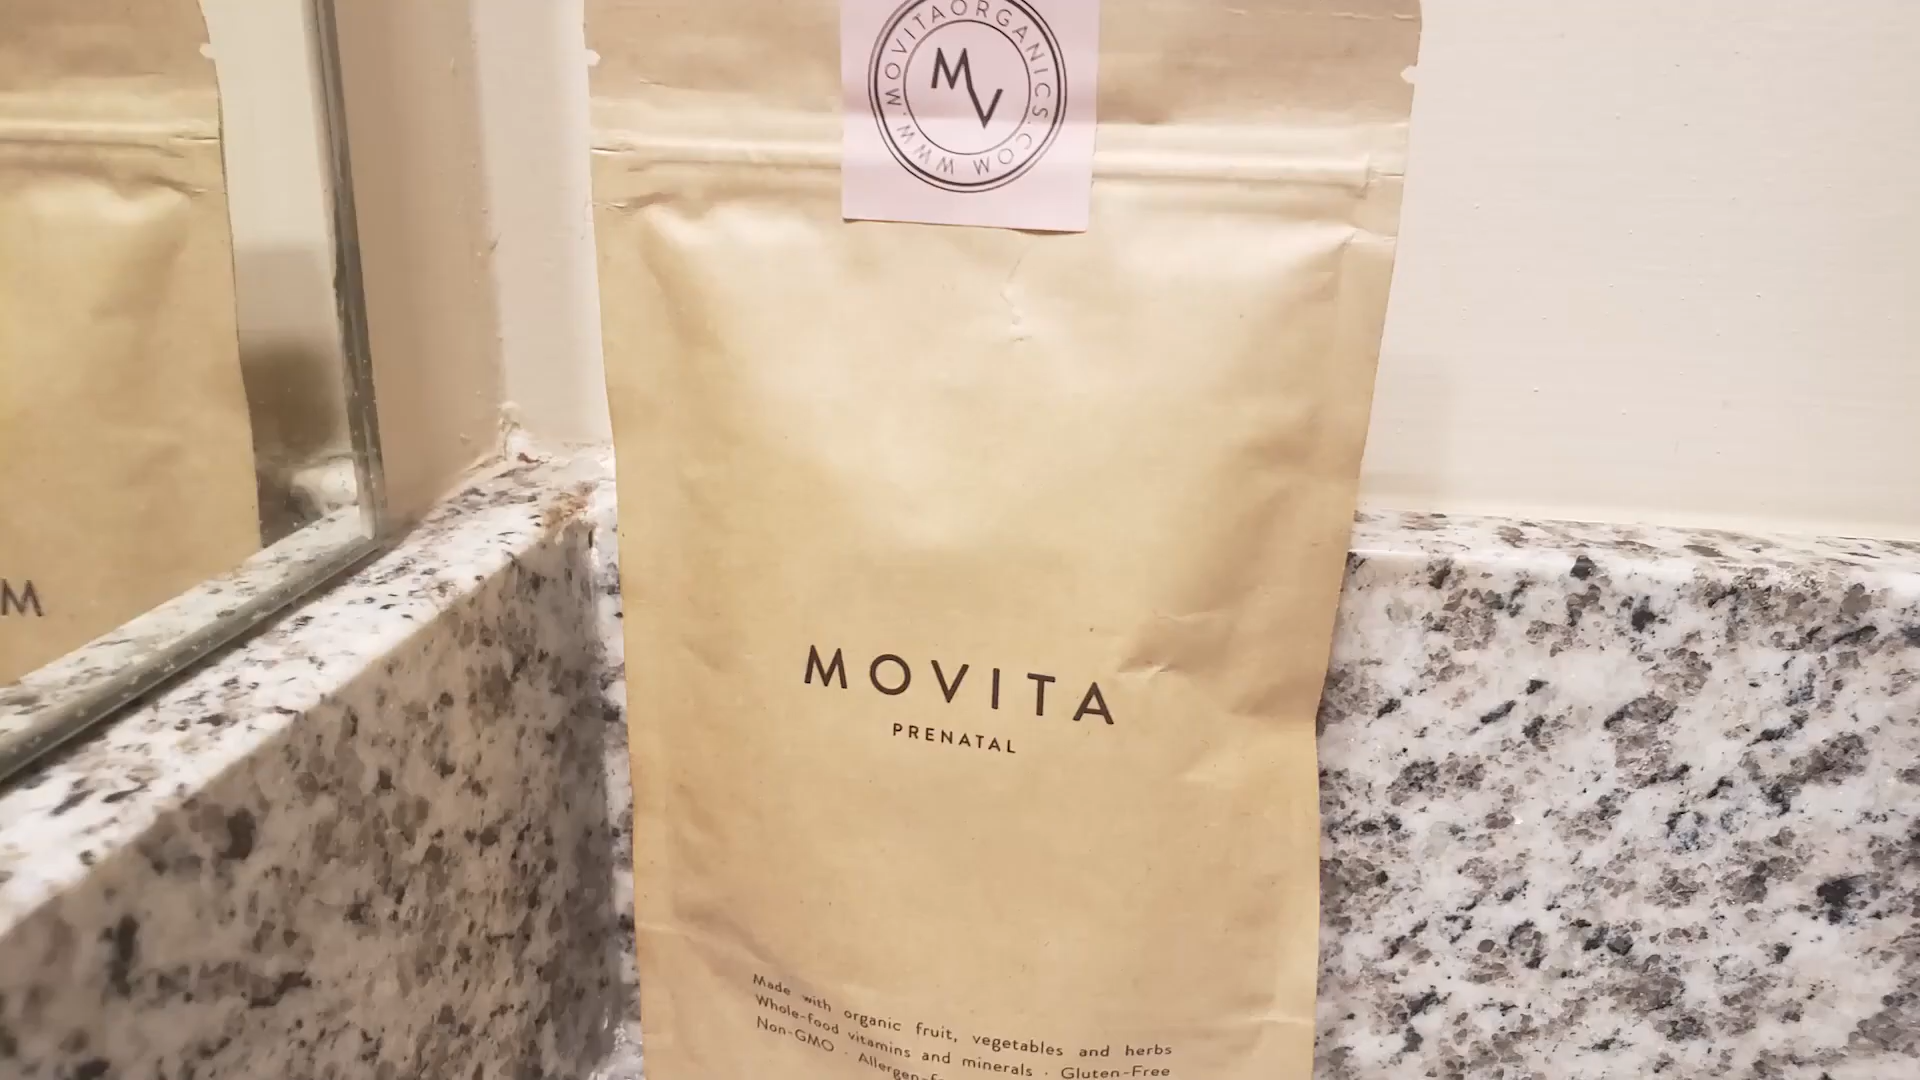 WWW.MOVITAORGANICS.COM
MV
M
MOVITA
PRENATAL
Made with organic fruit, vegetables and herbs
Whole-food vitamins and minerals · Gluten-Free
Non-GMO ·